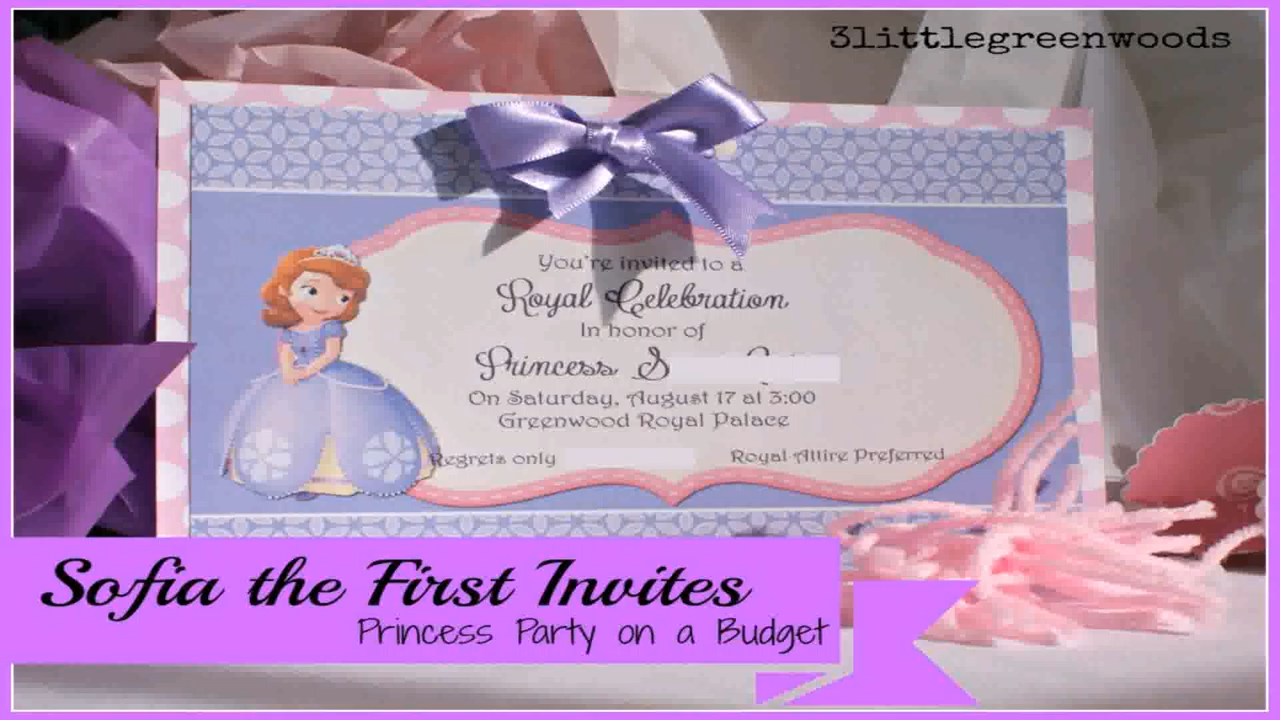 3littlegreenwoods
You're invited to a
Royal Celebration
In honor of
Princess S
On Saturday, August 17 at 3:00
Greenwood Royal Palace
Regrets only Royal Attire Preferred
Sofia the First Invites
Princess Party on a Budget